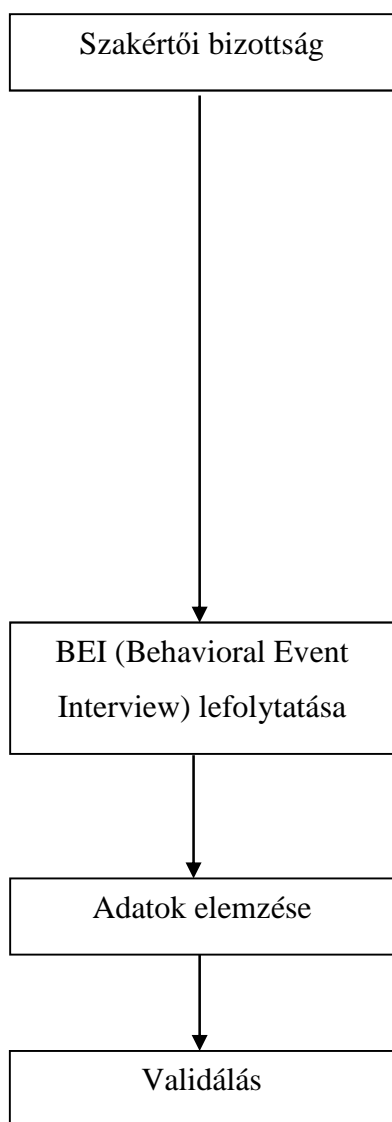 Szakértői bizottság
BEI (Behavioral Event
Interview) lefolytatása
Adatok elemzése
Validálás